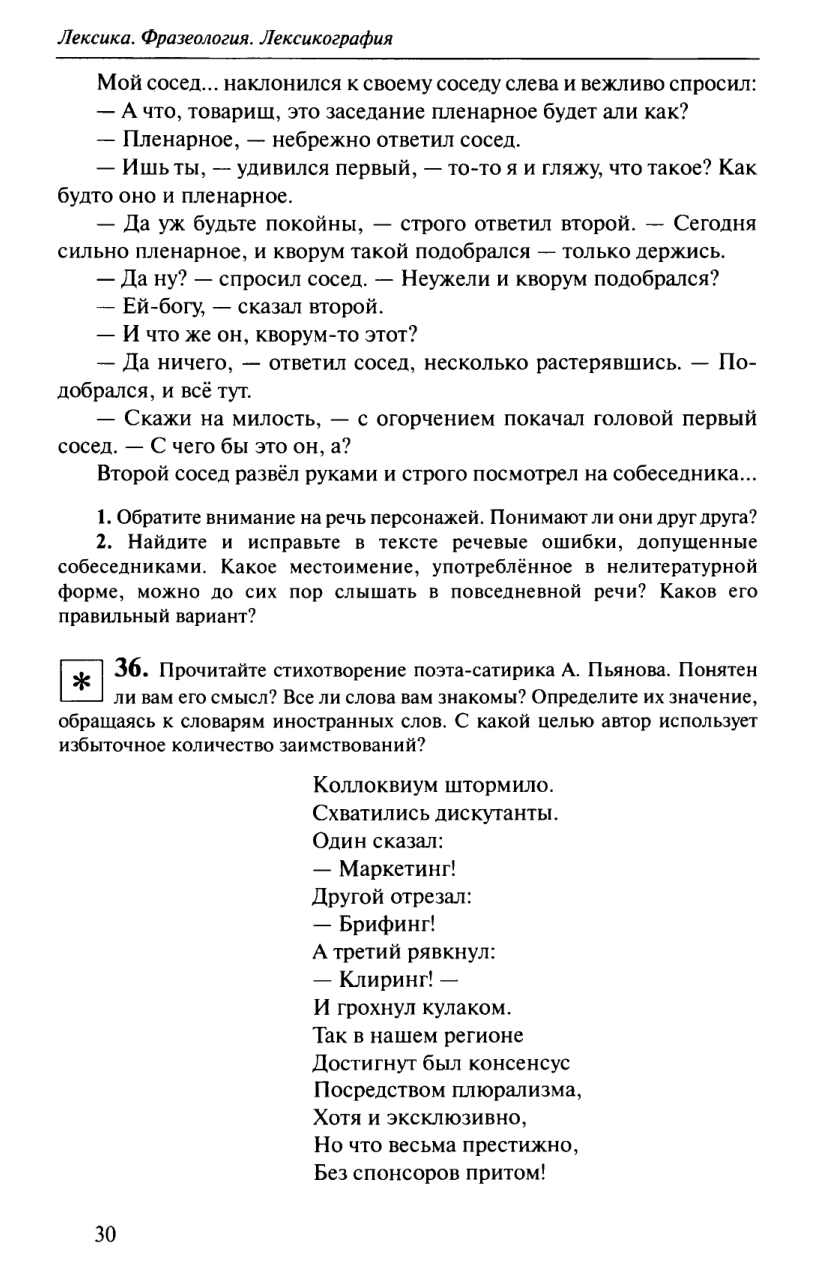 Лексика. Фразеология. Лексикография
Мой сосед... наклонился к своему соседу слева и вежливо спросил:
— А что, товарищ, это заседание пленарное будет али как?
— Пленарное, — небрежно ответил сосед.
— Ишь ты, — удивился первый, — то-то я и гляжу, что такое? Как
будто оно и пленарное.
— Да уж будьте покойны, — строго ответил второй. — Сегодня
сильно пленарное, и кворум такой подобрался — только держись.
— Да ну? — спросил сосед. — Неужели и кворум подобрался?
— Ей-богу, — сказал второй.
— И что же он, кворум-то этот?
— Да ничего, — ответил сосед, несколько растерявшись. — По-
добрался, и всё тут.
— Скажи на милость, — с огорчением покачал головой первый
сосед. — С чего бы это он, а?
Второй сосед развёл руками и строго посмотрел на собеседника...
1. Обратите внимание на речь персонажей. Понимают ли они друг друга?
2. Найдите и исправьте в тексте речевые ошибки, допущенные
собеседниками. Какое местоимение, употреблённое в нелитературной
форме, можно до сих пор слышать в повседневной речи? Каков его
правильный вариант?
* 36. Прочитайте стихотворение поэта-сатирика А. Пьянова. Понятен
ли вам его смысл? Все ли слова вам знакомы? Определите их значение,
обращаясь к словарям иностранных слов. С какой целью автор использует
избыточное количество заимствований?
Коллоквиум штормило.
Схватились дискутанты.
Один сказал:
— Маркетинг!
Другой отрезал:
— Брифинг!
А третий рявкнул:
— Клиринг! —
И грохнул кулаком.
Так в нашем регионе
Достигнут был консенсус
Посредством плюрализма,
Хотя и эксклюзивно,
Но что весьма престижно,
Без спонсоров притом!
30